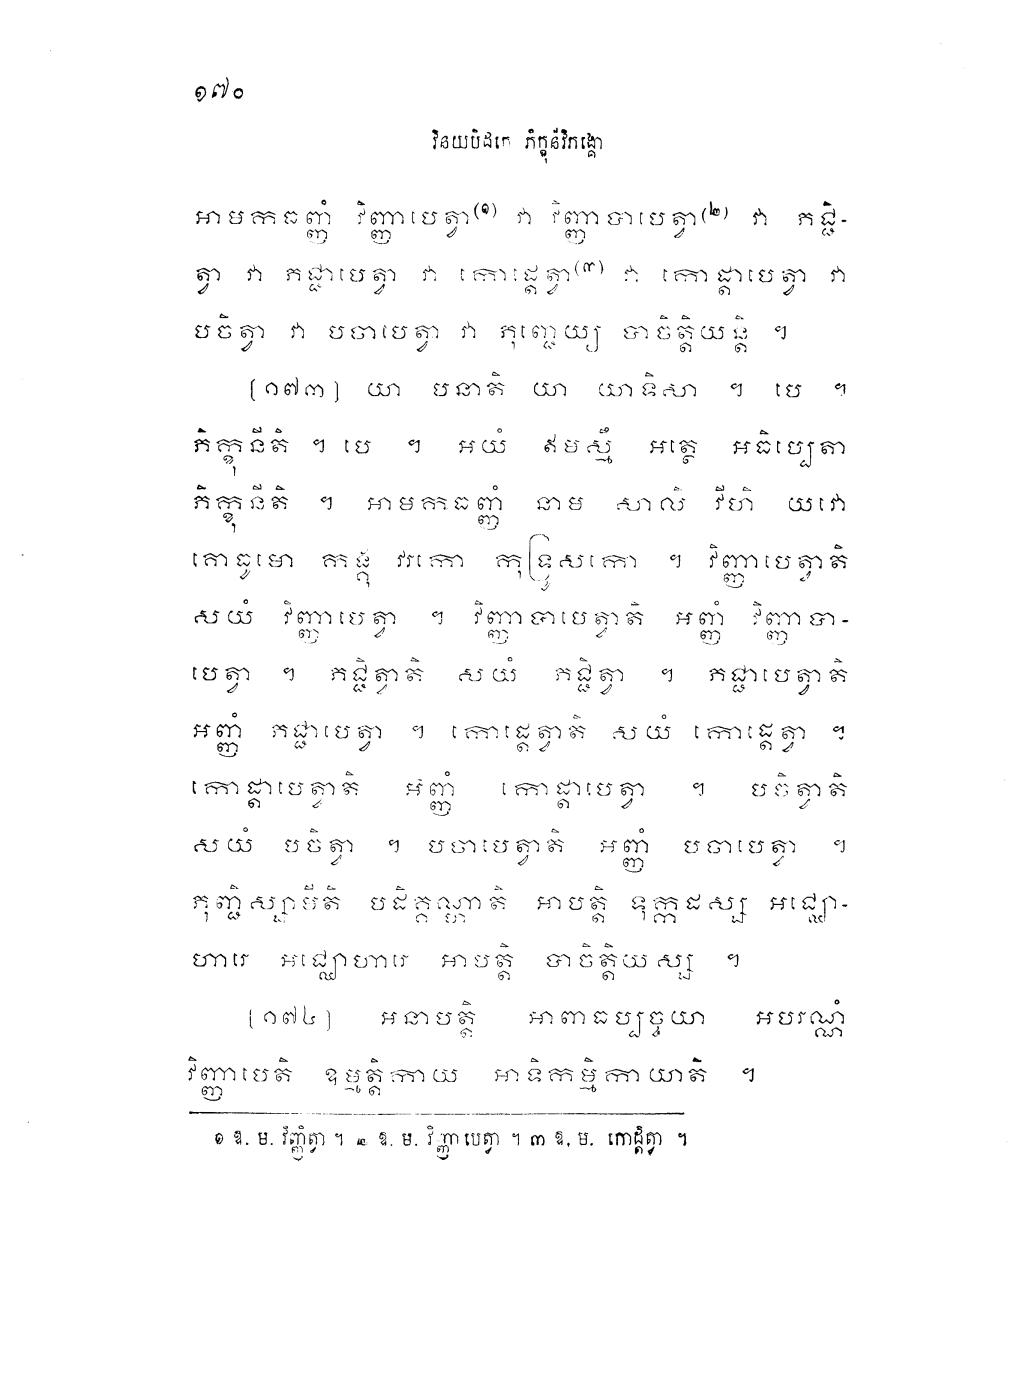 ១៧០
វិនយបិដកេ ភិក្ខុនីវិភង្គោ
អាមកធញ្ញំ វិញ្ញាបេត្វា(១) វា វិញ្ញាបាបេត្វា(២) វា ភជ្ជិ-
ត្វា វា ភជ្ជាបេត្វា វា កោដ្តេត្វា(៣) វា កោដ្តាបេត្វា វា
បចិត្វា វា បចាបេត្វា វា ភុញ្ជេយ្យ បាចិត្តិយន្តិ ។
[១៧៣] យា បនាតិ យា យាទិសា ។ បេ ។
ភិក្ខុនីតិ ។ បេ ។ អយំ ឥមស្មឹ អត្ថេ អធិប្បេតា
ភិក្ខុនីតិ ។ អាមកធញ្ញំ នាម សាលិ វីហិ យវោ
គោធូមោ កង្គុ វរកោ កុទ្រូសកោ ។ វិញ្ញាបេត្វាតិ
សយំ វិញ្ញាបេត្វា ។ វិញ្ញាបាបេត្វាតិ អញ្ញំ វិញ្ញាបា-
បេត្វា ។ ភជ្ជិត្វាតិ សយំ ភជ្ជិត្វា ។ ភជ្ជាបេត្វាតិ
អញ្ញំ ភជ្ជាបេត្វា ។ កោដ្តេត្វាតិ សយំ កោដ្តេត្វា ។
កោដ្តាបេត្វាតិ អញ្ញំ កោដ្តាបេត្វា ។ បចិត្វាតិ
សយំ បចិត្វា ។ បចាបេត្វាតិ អញ្ញំ បចាបេត្វា ។
ភុញ្ជិស្សាមីតិ បដិគ្គណ្ហាតិ អាបត្តិ ទុក្កដស្ស អជ្ឈោ-
ហារេ អជ្ឈោហារេ អាបត្តិ បាចិត្តិយស្ស ។
[១៧៤] អនាបត្តិ អាពាធប្បច្ចយា អបរណ្ណំ
វិញ្ញាបេតិ ឧម្មត្តិកាយ អាទិកម្មិកាយាតិ ។
១ ឱ. ម. វិញ្ញិត្វា ។ ២ ឱ. ម. វិញ្ញាបេត្វា ។ ៣ ឱ. ម. កោដ្តិត្វា ។